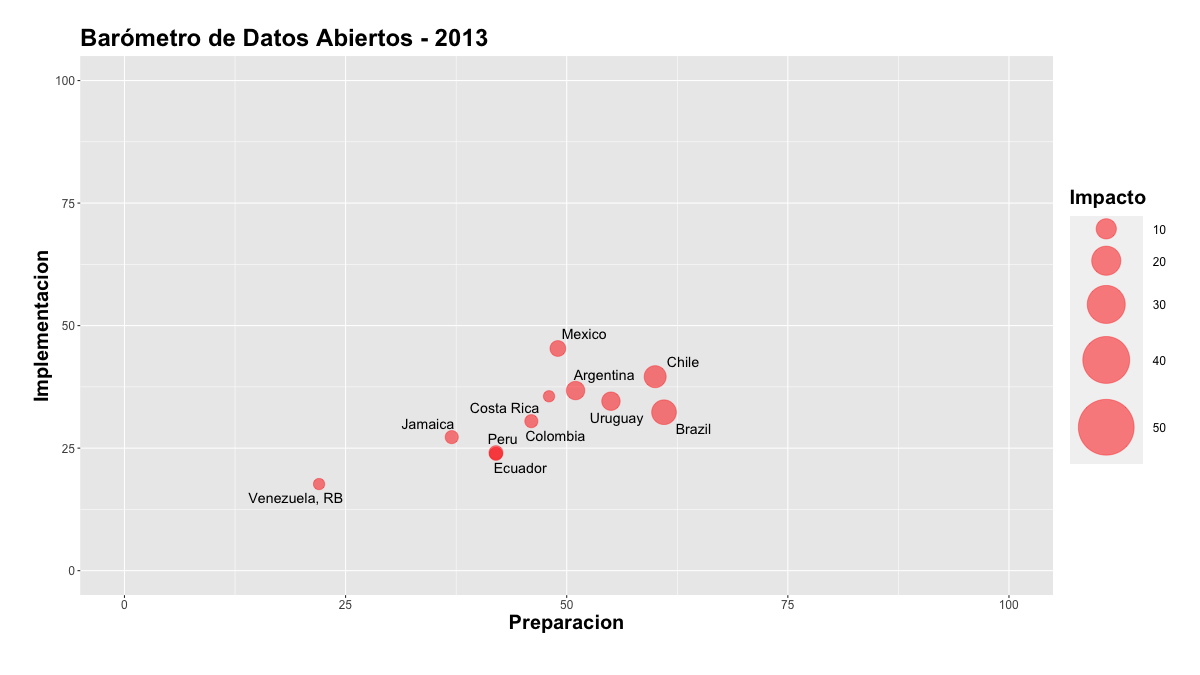 Barómetro de Datos Abiertos - 2013
Implementacion
100
75
50
25
0
Mexico
Chile
Argentina
Costa Rica
Uruguay
Jamaica
Colombia
Brazil
Peru
Ecuador
Venezuela, RB
0
25
50
75
100
Preparacion
Impacto
10
20
30
40
50